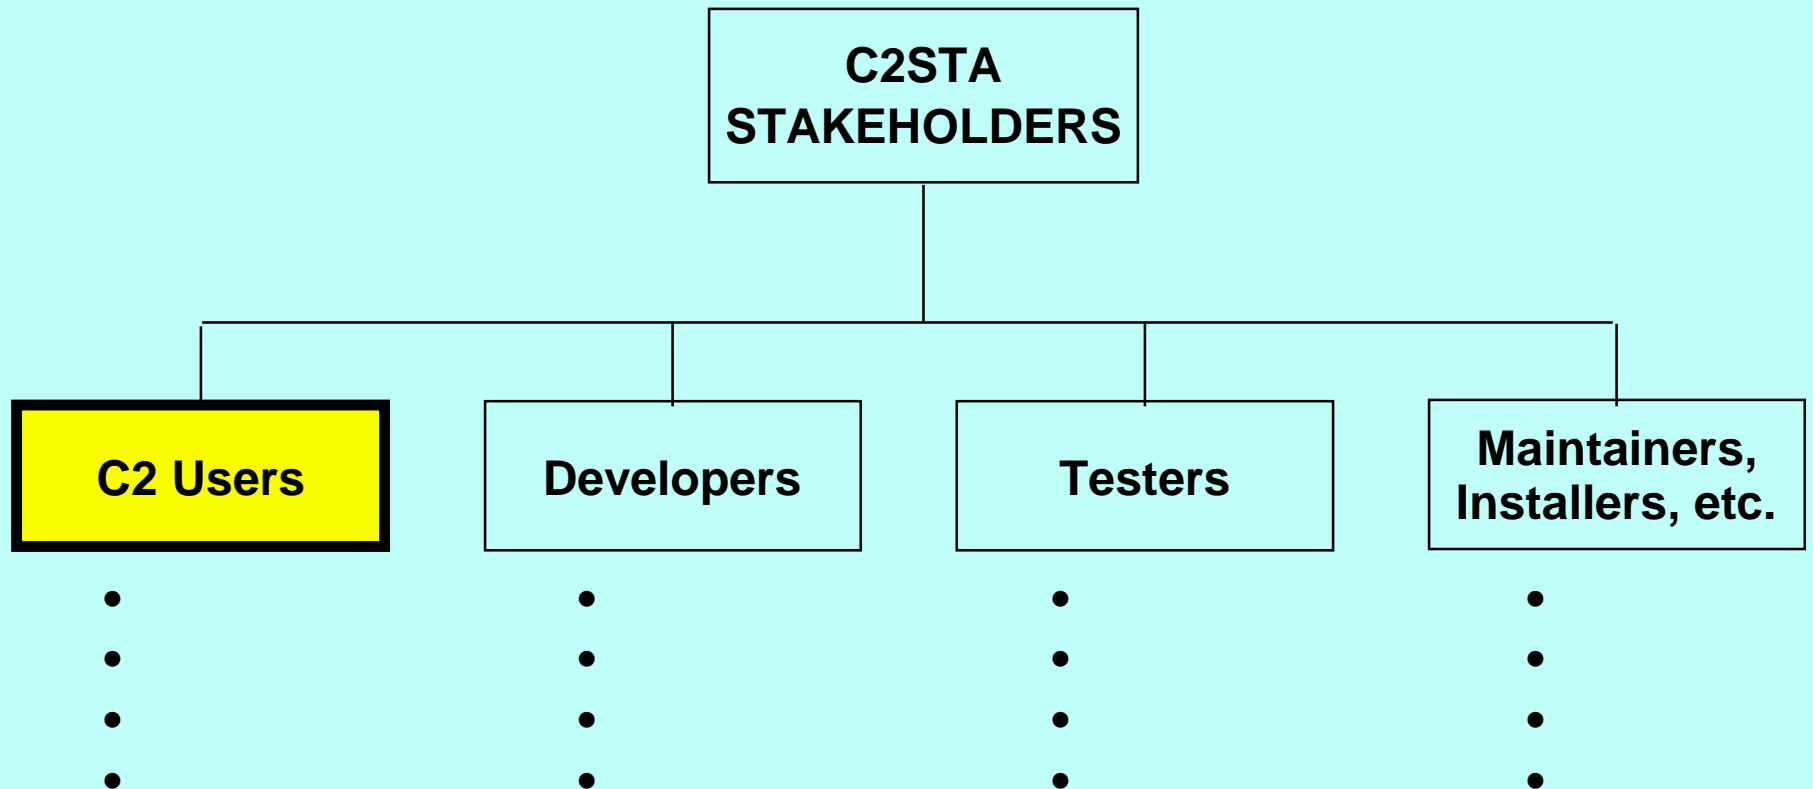 C2STA
STAKEHOLDERS
C2 Users
Developers
Testers
Maintainers,
Installers, etc.